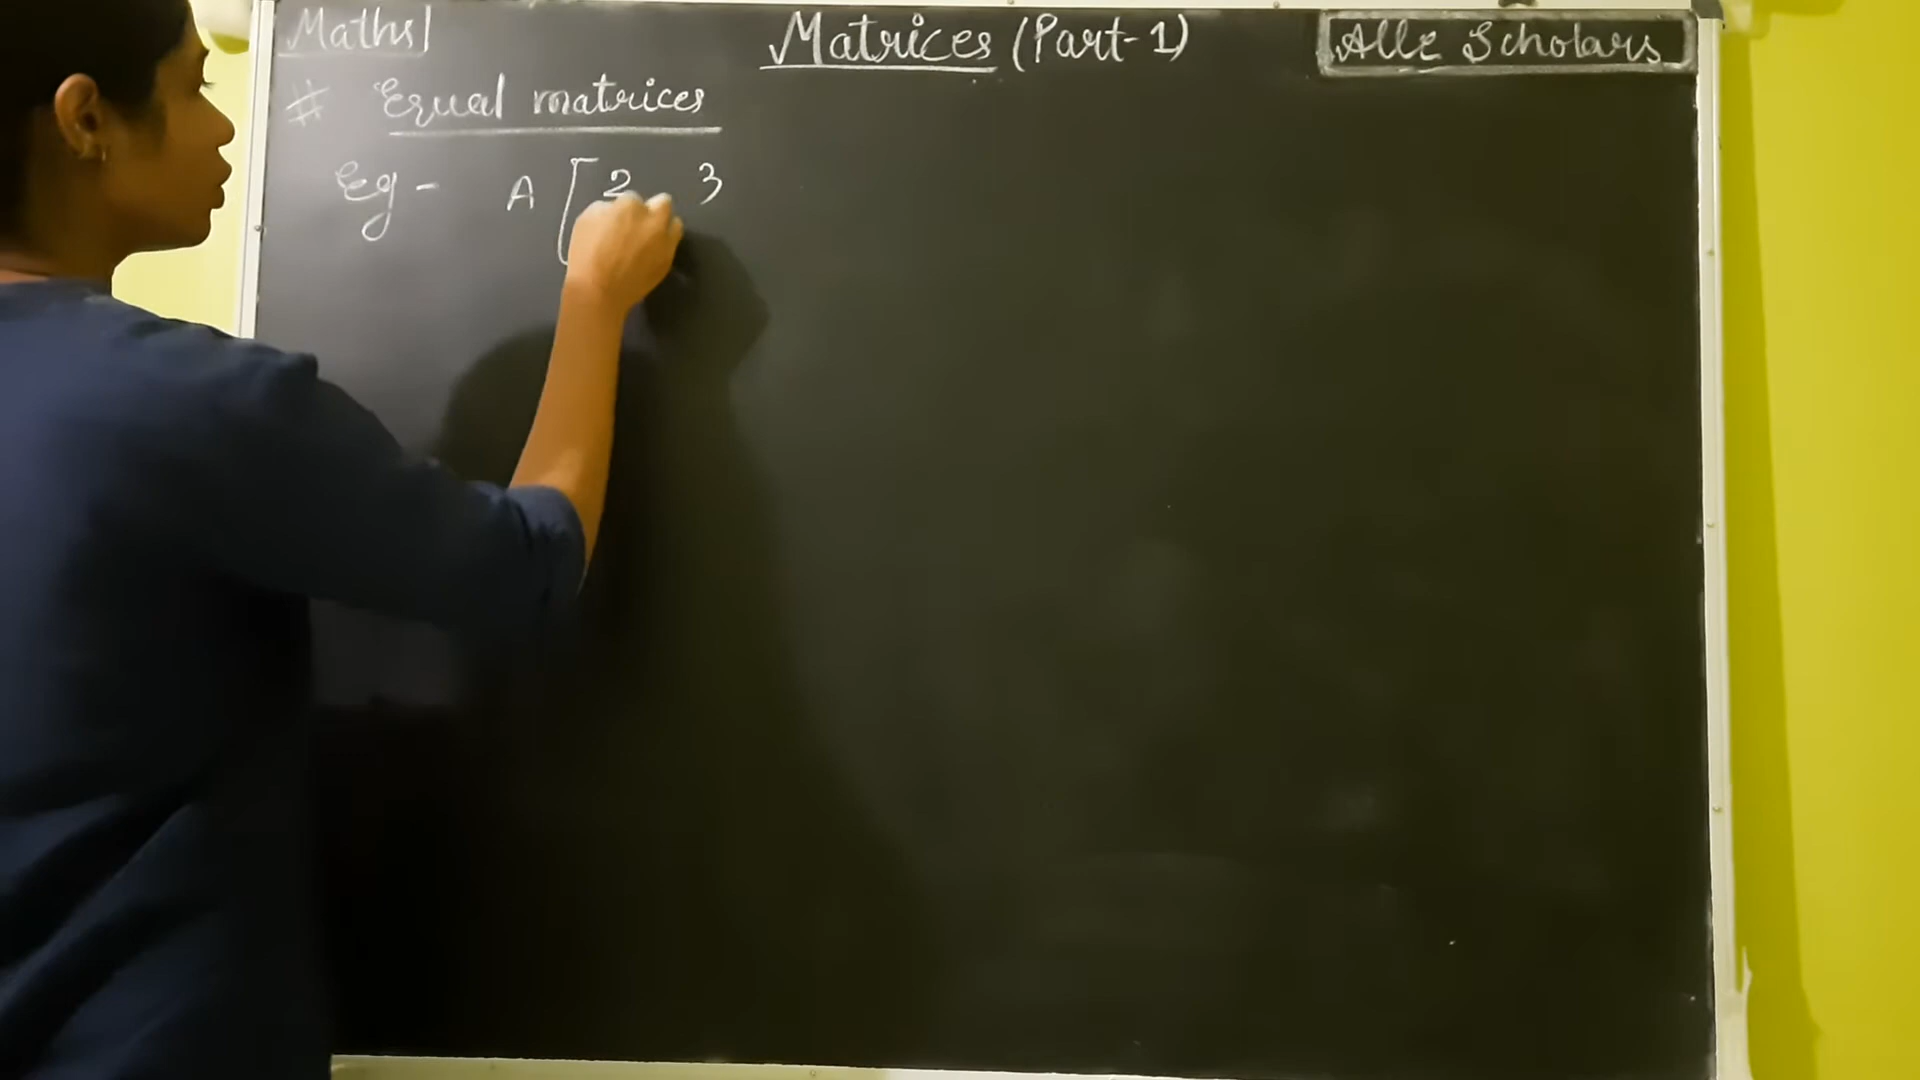 Maths
Matrices (Part-1)
Alle Scholars
# Equal matrices
Eg - A [ 2 3